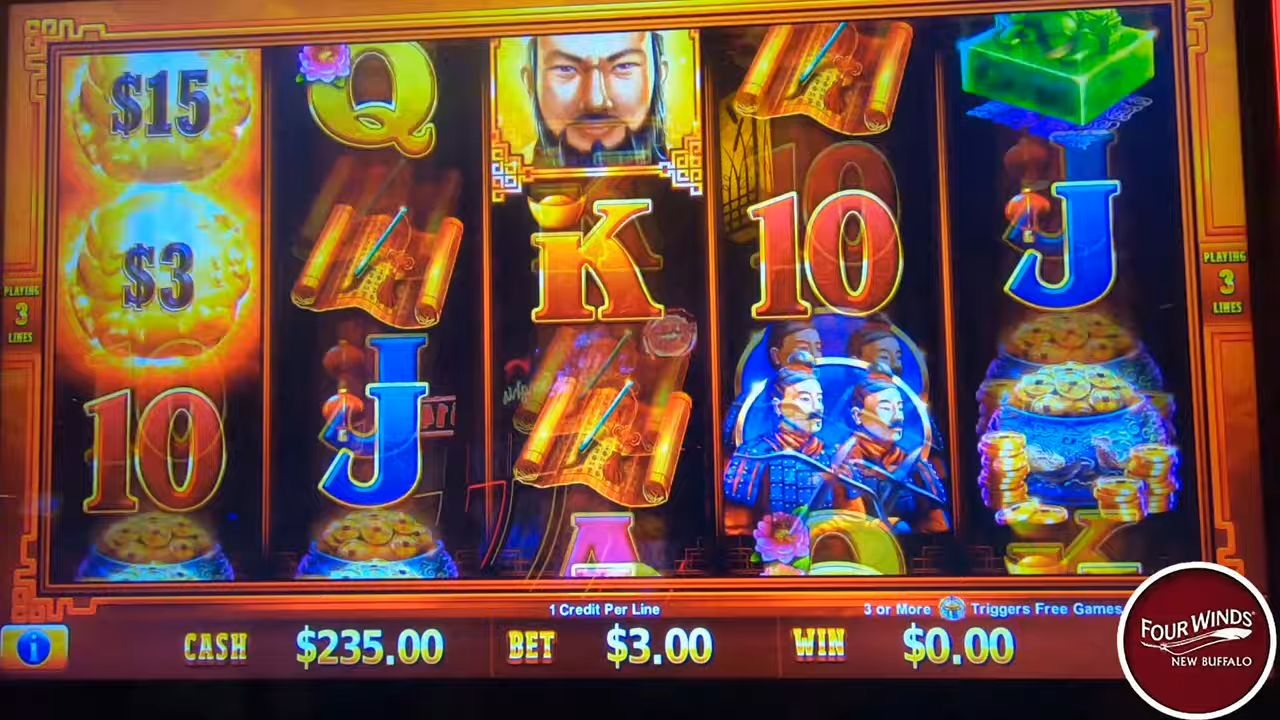 $15
Q
$3
K
10
J
PLAYING
3
LINES
PLAYING
3
LINES
10
J
A
K
1 Credit Per Line
3 or More Triggers Free Games
CASH $235.00 BET $3.00 WIN $0.00
FOUR WINDS®
NEW BUFFALO